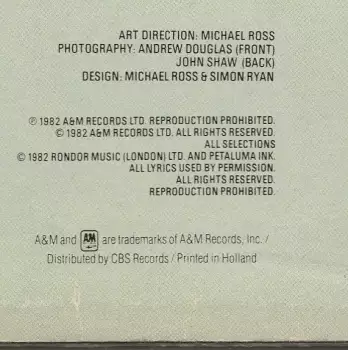 ART DIRECTION: MICHAEL ROSS
PHOTOGRAPHY: ANDREW DOUGLAS (FRONT)
JOHN SHAW (BACK)
DESIGN: MICHAEL ROSS & SIMON RYAN
℗ 1982 A&M RECORDS LTD. REPRODUCTION PROHIBITED.
© 1982 A&M RECORDS LTD. ALL RIGHTS RESERVED.
ALL SELECTIONS
© 1982 RONDOR MUSIC (LONDON) LTD. AND PETALUMA INK.
ALL LYRICS USED BY PERMISSION.
ALL RIGHTS RESERVED.
REPRODUCTION PROHIBITED.
A&M and AM are trademarks of A&M Records, Inc. /
Distributed by CBS Records / Printed in Holland